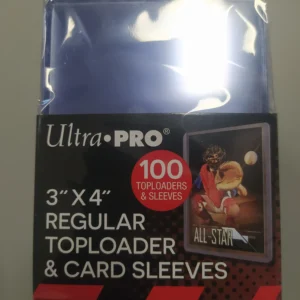 Ultra•PRO®
100
TOPLOADERS
& SLEEVES
3" X 4"
REGULAR
TOPLOADER
& CARD SLEEVES
ALL-STAR